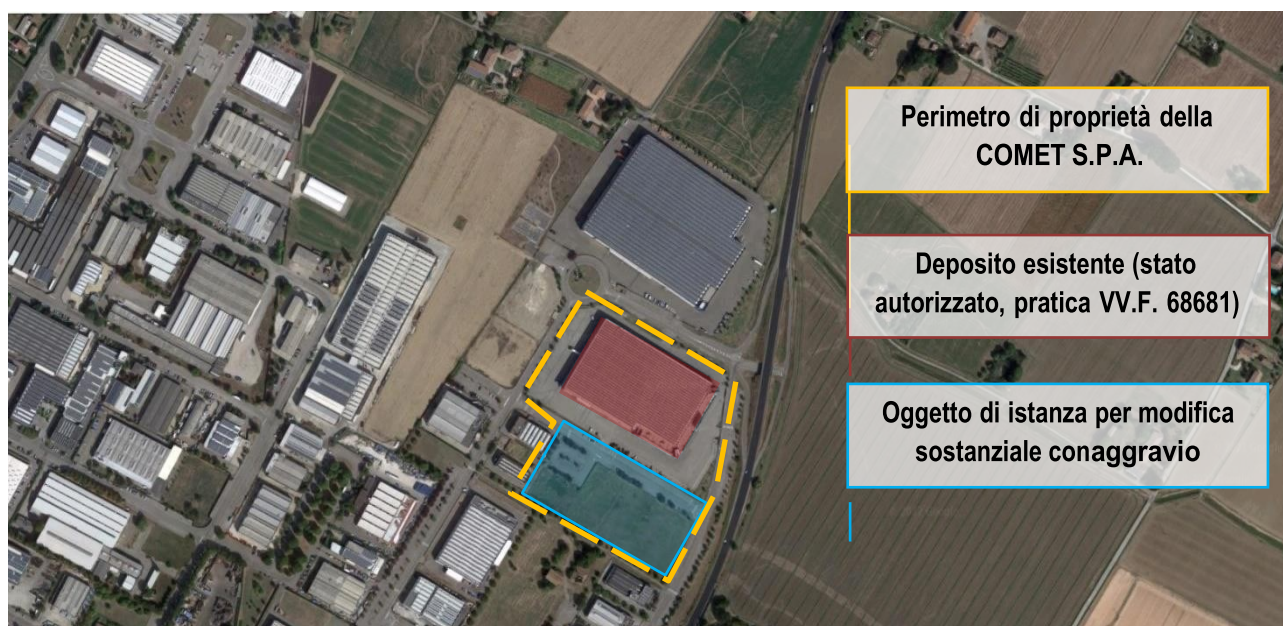 Perimetro di proprietà della
COMET S.P.A.
Deposito esistente (stato
autorizzato, pratica VV.F. 68681)
Oggetto di istanza per modifica
sostanziale conaggravio